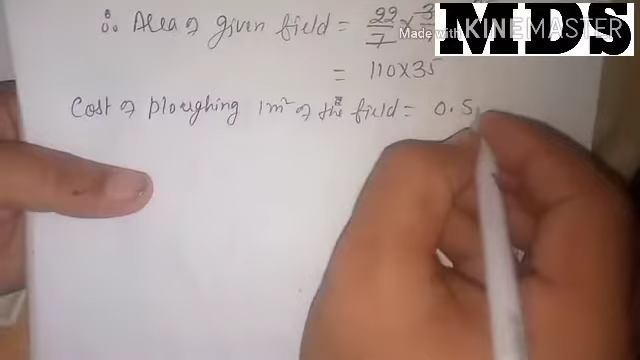 MDS
Made with KINEMASTER
∴ Area of given field = 22/7 × 3
= 110×35
Cost of ploughing 1m² of the field = 0.5